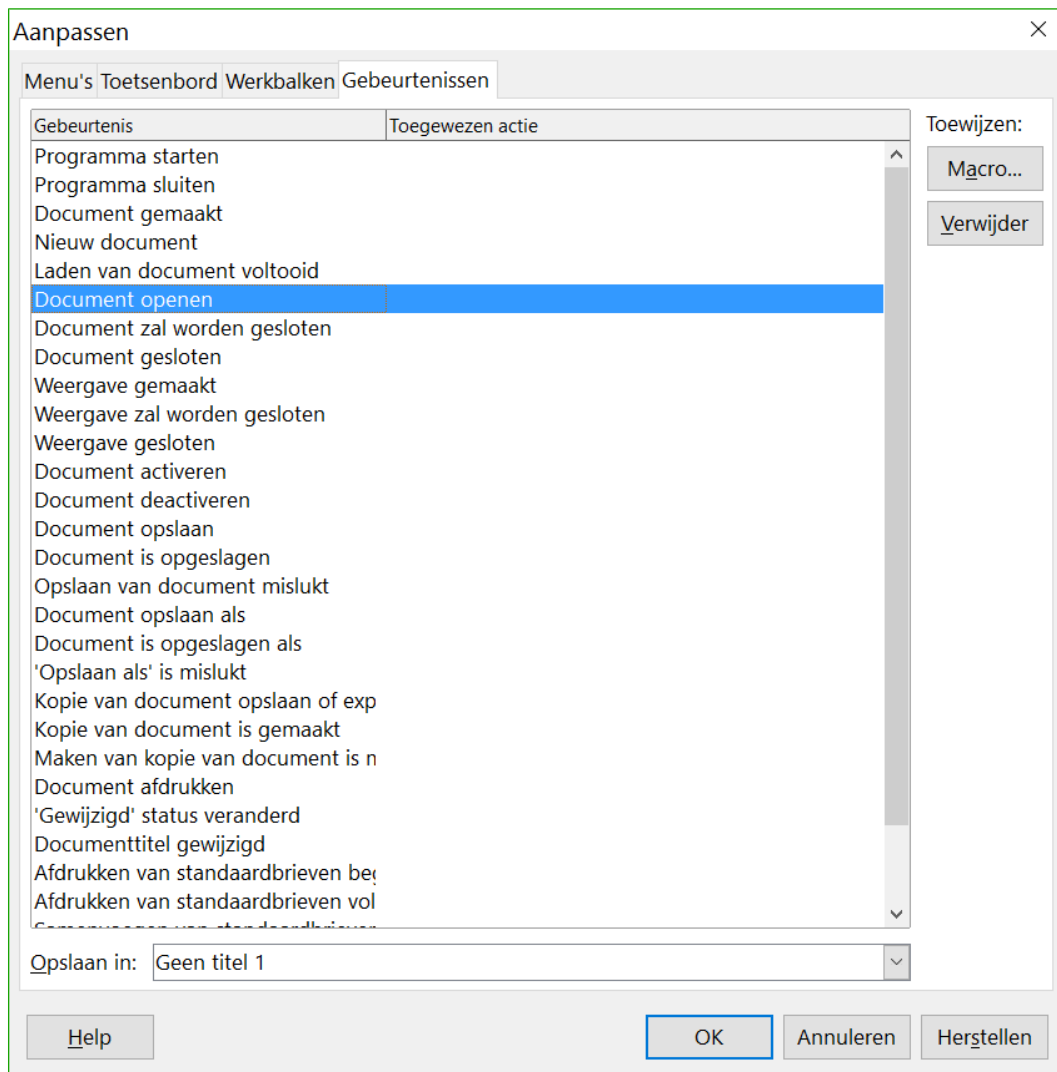 Aanpassen
Menu's Toetsenbord Werkbalken Gebeurtenissen
Gebeurtenis Toegewezen actie
Toewijzen:
Macro...
Verwijder
Programma starten
Programma sluiten
Document gemaakt
Nieuw document
Laden van document voltooid
Document openen
Document zal worden gesloten
Document gesloten
Weergave gemaakt
Weergave zal worden gesloten
Weergave gesloten
Document activeren
Document deactiveren
Document opslaan
Document is opgeslagen
Opslaan van document mislukt
Document opslaan als
Document is opgeslagen als
'Opslaan als' is mislukt
Kopie van document opslaan of exp
Kopie van document is gemaakt
Maken van kopie van document is
Document afdrukken
'Gewijzigd' status veranderd
Documenttitel gewijzigd
Afdrukken van standaardbrieven
Afdrukken van standaardbrieven vol
Opslaan in: Geen titel 1
Help OK Annuleren Herstellen